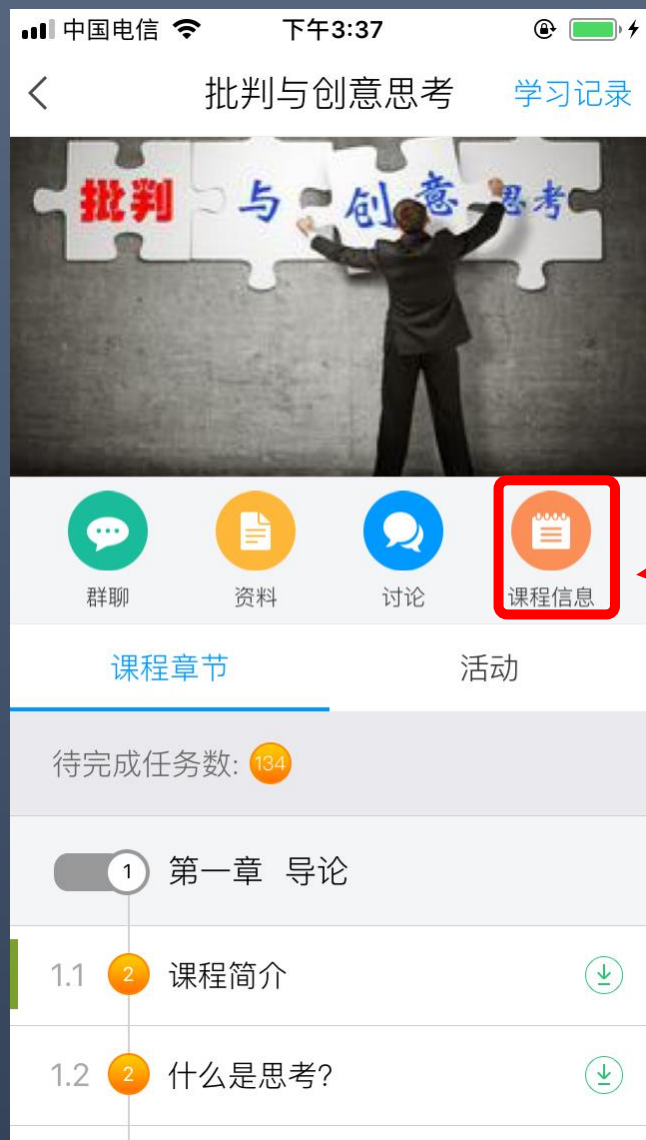 中国电信 下午3:37
批判与创意思考 学习记录
批判 与 创意 思考
群聊 资料 讨论 课程信息
课程章节 活动
待完成任务数: 134
1 第一章 导论
1.1 2 课程简介
1.2 2 什么是思考?